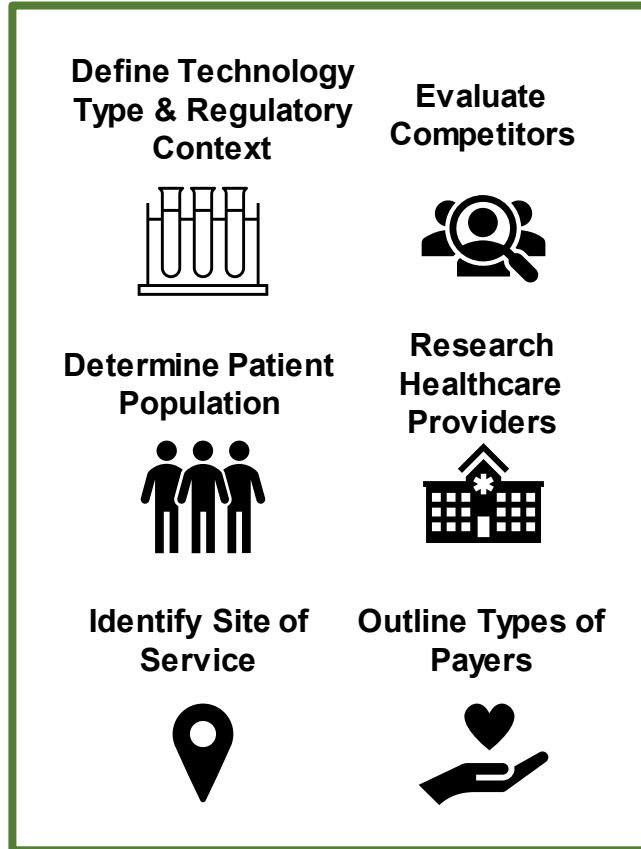 Define Technology
Type & Regulatory
Context
Evaluate
Competitors
Determine Patient
Population
Research
Healthcare
Providers
Identify Site of
Service
Outline Types of
Payers